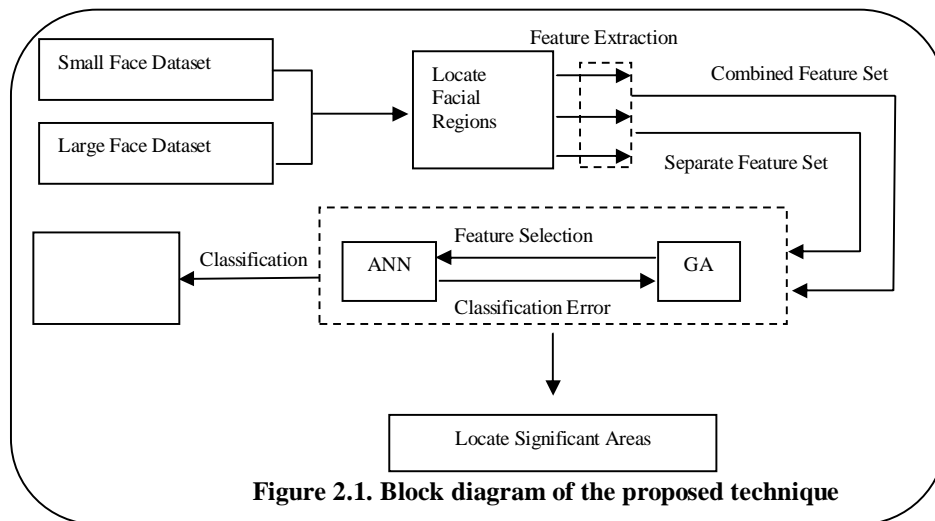 Feature Extraction
Small Face Dataset
Locate
Facial
Regions
Combined Feature Set
Large Face Dataset
Separate Feature Set
Classification
ANN
Feature Selection
GA
Classification Error
Locate Significant Areas
Figure 2.1. Block diagram of the proposed technique